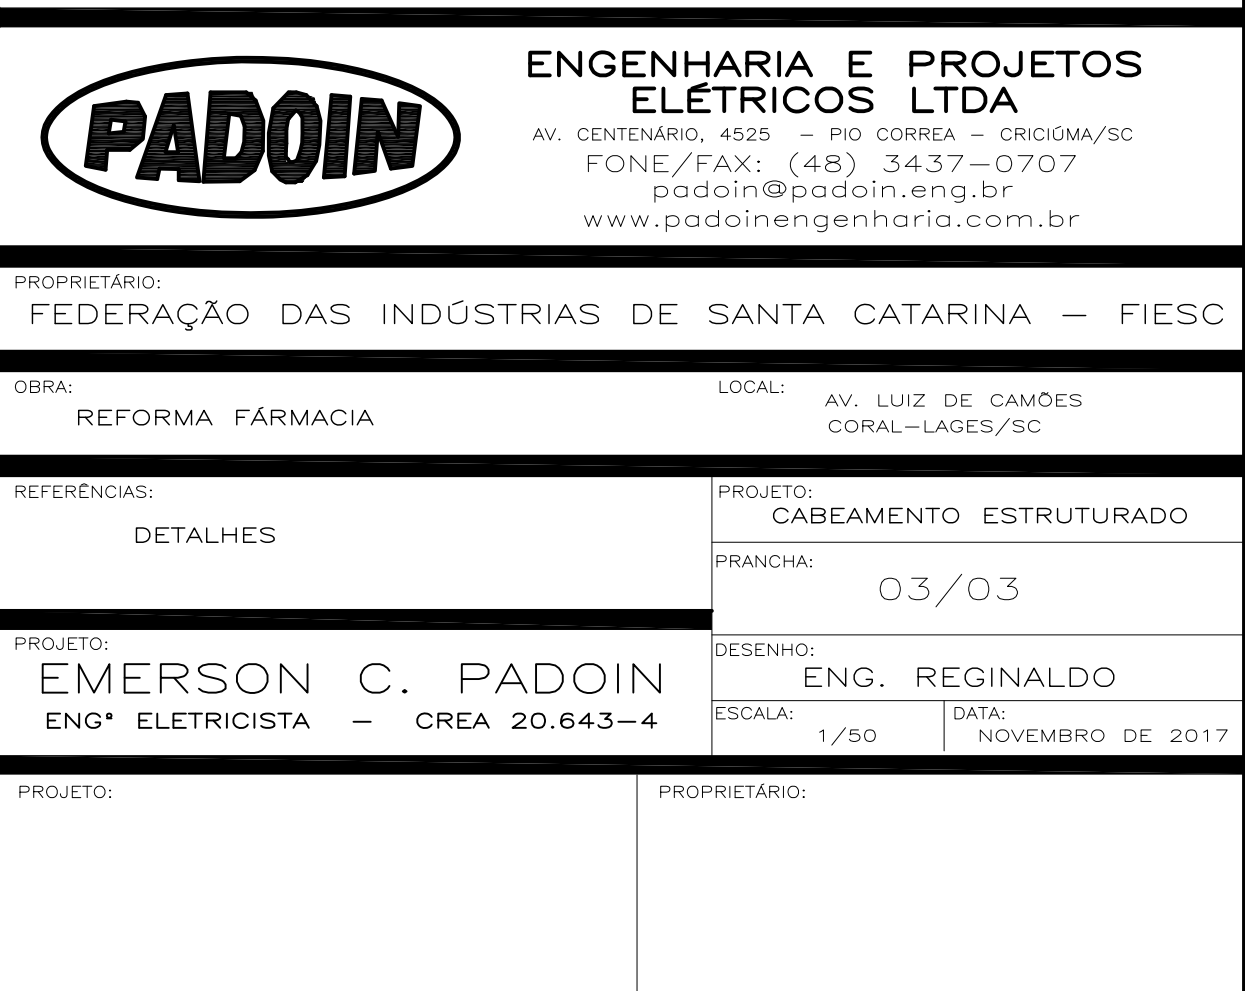 PADOIN
ENGENHARIA E PROJETOS
ELÉTRICOS LTDA
AV. CENTENÁRIO, 4525 – PIO CORREA – CRICIÚMA/SC
FONE/FAX: (48) 3437–0707
padoin@padoin.eng.br
www.padoinengenharia.com.br
PROPRIETÁRIO:
FEDERAÇÃO DAS INDÚSTRIAS DE SANTA CATARINA – FIESC
OBRA:
REFORMA FÁRMACIA
LOCAL:
AV. LUIZ DE CAMÕES
CORAL–LAGES/SC
REFERÊNCIAS:
DETALHES
PROJETO:
CABEAMENTO ESTRUTURADO
PRANCHA:
03/03
PROJETO:
EMERSON C. PADOIN
ENGº ELETRICISTA – CREA 20.643–4
DESENHO:
ENG. REGINALDO
ESCALA:
1/50
DATA:
NOVEMBRO DE 2017
PROJETO:
PROPRIETÁRIO: